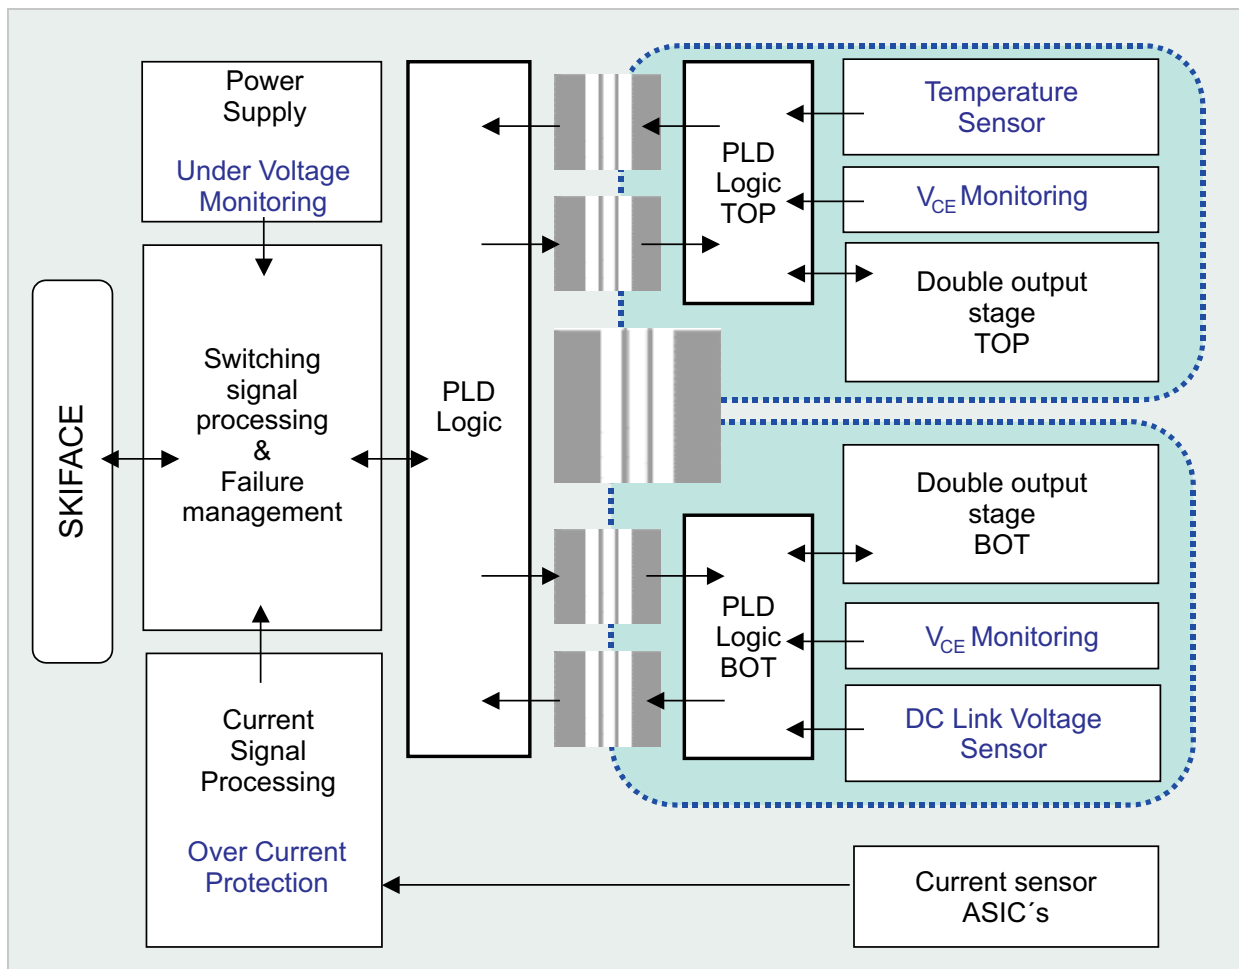 Power
Supply
Under Voltage
Monitoring
SKIFACE
Switching
signal
processing
&
Failure
management
Current
Signal
Processing
Over Current
Protection
PLD
Logic
PLD
Logic
TOP
Temperature
Sensor
VCE Monitoring
Double output
stage
TOP
PLD
Logic
BOT
Double output
stage
BOT
VCE Monitoring
DC Link Voltage
Sensor
Current sensor
ASIC´s